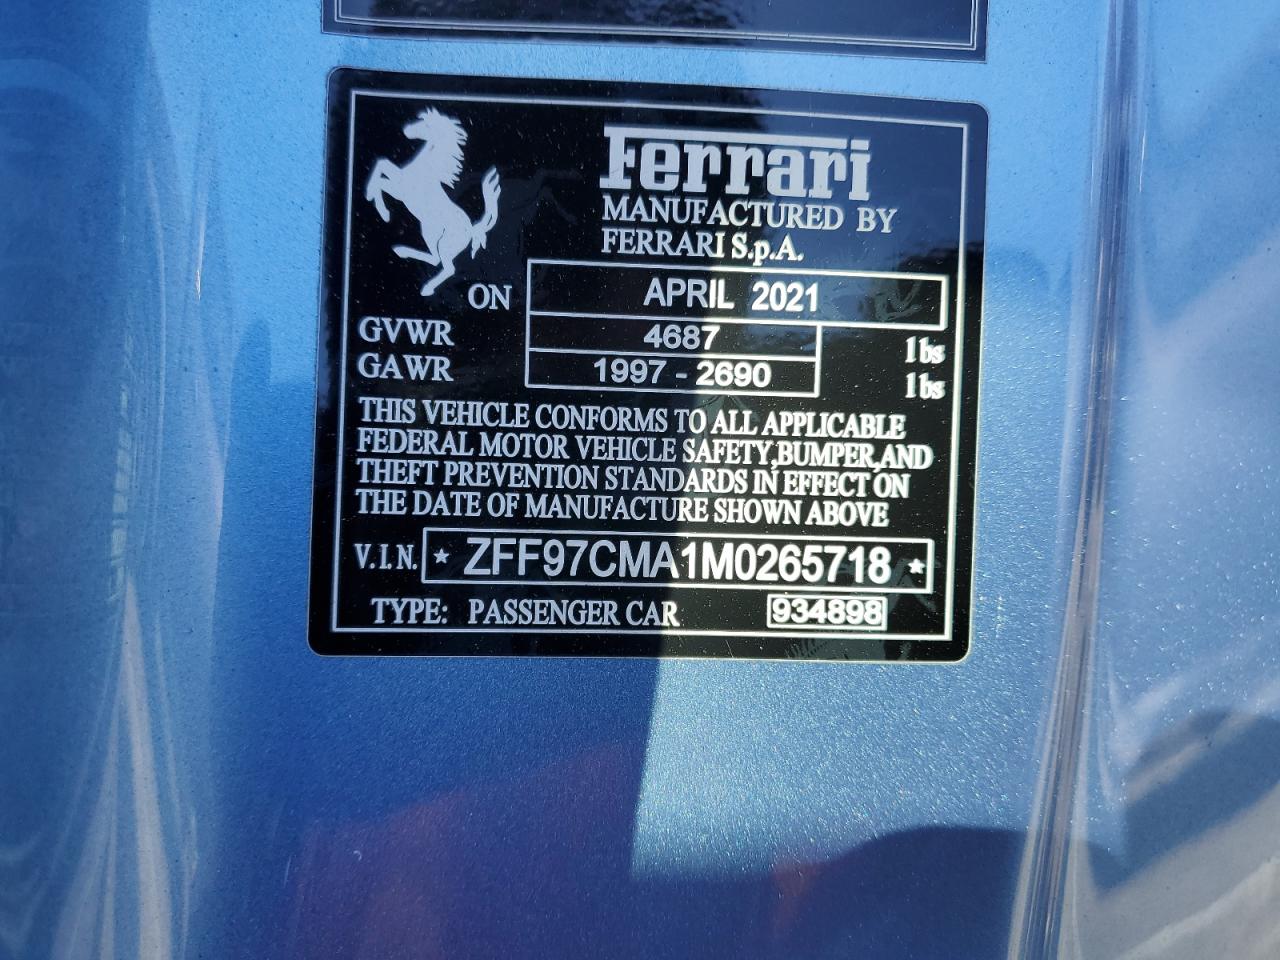 Ferrari
MANUFACTURED BY
FERRARI S.p.A.
ON APRIL 2021
GVWR 4687 lbs
GAWR 1997 - 2690 lbs
THIS VEHICLE CONFORMS TO ALL APPLICABLE
FEDERAL MOTOR VEHICLE SAFETY,BUMPER,AND
THEFT PREVENTION STANDARDS IN EFFECT ON
THE DATE OF MANUFACTURE SHOWN ABOVE
V.I.N. * ZFF97CMA1M0265718 *
TYPE: PASSENGER CAR 934898